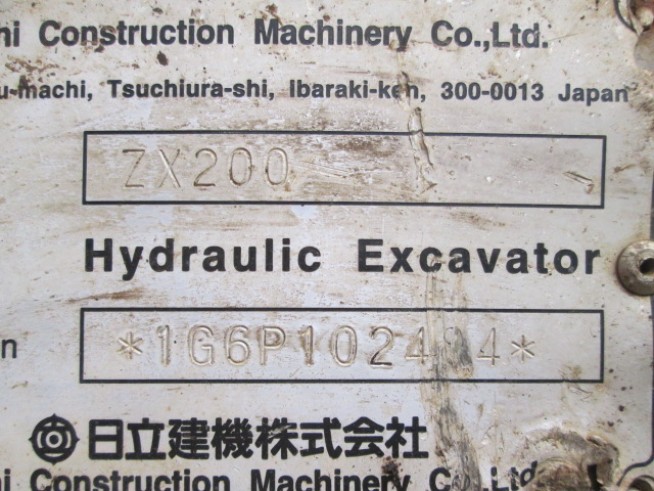 hi Construction Machinery Co.,Ltd.
u-machi, Tsuchiura-shi, Ibaraki-ken, 300-0013 Japan
ZX200
Hydraulic Excavator
n
日立建機株式会社
hi Construction Machinery Co.,Ltd.